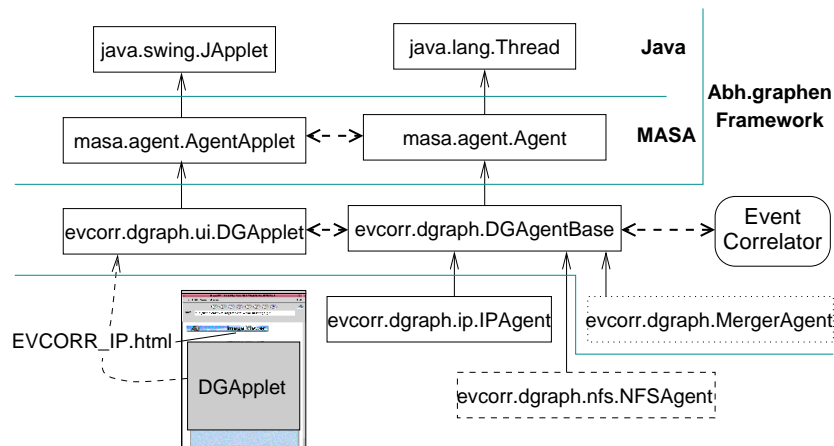 java.swing.JApplet
java.lang.Thread
Java
Abh.graphen
Framework
masa.agent.AgentApplet
masa.agent.Agent
MASA
evcorr.dgraph.ui.DGApplet
evcorr.dgraph.DGAgentBase
Event
Correlator
evcorr.dgraph.ip.IPAgent
evcorr.dgraph.MergerAgent
EVCORR_IP.html
DGApplet
evcorr.dgraph.nfs.NFSAgent